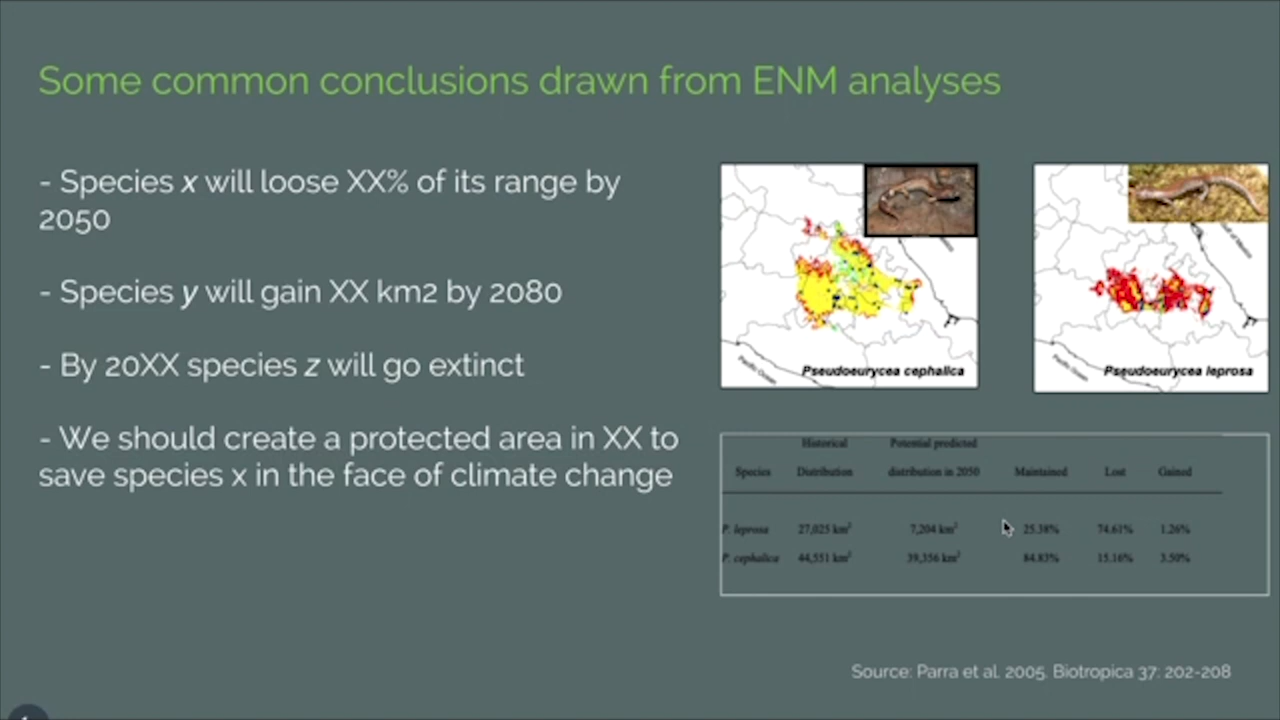 Some common conclusions drawn from ENM analyses
- Species x will loose XX% of its range by
2050
- Species y will gain XX km2 by 2080
- By 20XX species z will go extinct
- We should create a protected area in XX to
save species x in the face of climate change
Pacific Ocean
Pseudoeurycea cephalica
Pacific Ocean
Pseudoeurycea leprosa
Historical Potential predicted
Species Distribution distribution in 2050 Maintained Lost Gained
P. leprosa 27,025 km² 7,204 km² 25.38% 74.61% 1.26%
P. cephalica 44,551 km² 39,356 km² 84.83% 15.16% 3.50%
Source: Parra et al. 2005. Biotropica 37: 202-208